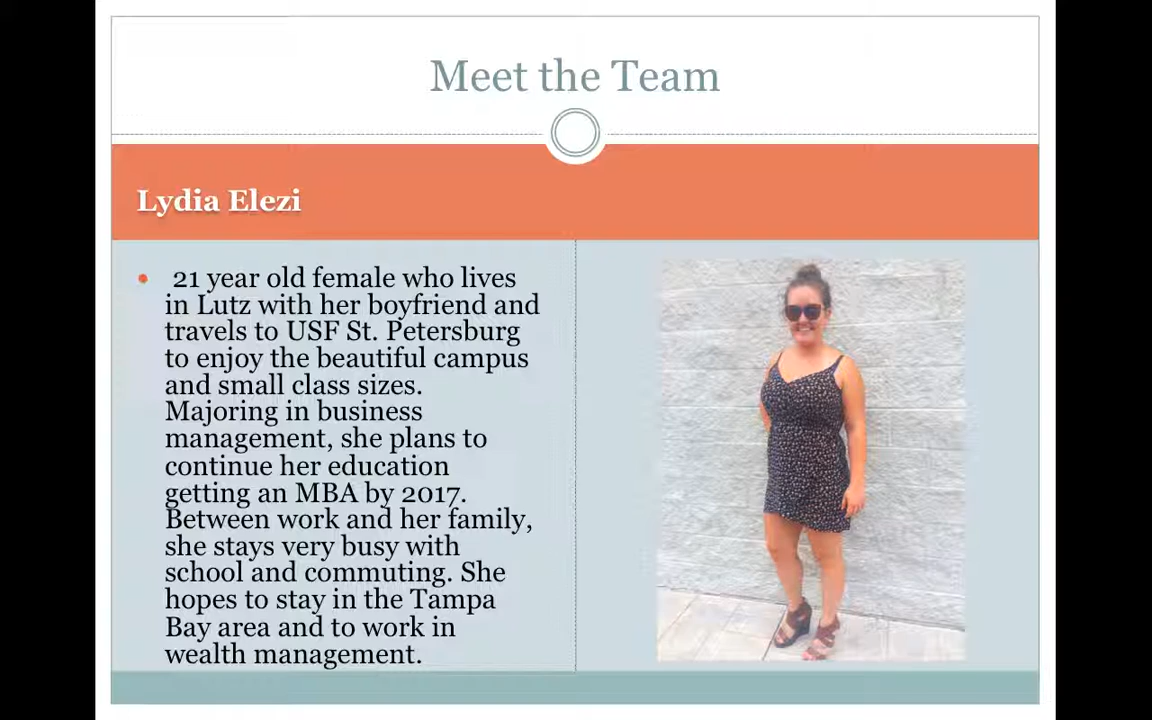 Meet the Team
Lydia Elezi
• 21 year old female who lives
in Lutz with her boyfriend and
travels to USF St. Petersburg
to enjoy the beautiful campus
and small class sizes.
Majoring in business
management, she plans to
continue her education
getting an MBA by 2017.
Between work and her family,
she stays very busy with
school and commuting. She
hopes to stay in the Tampa
Bay area and to work in
wealth management.